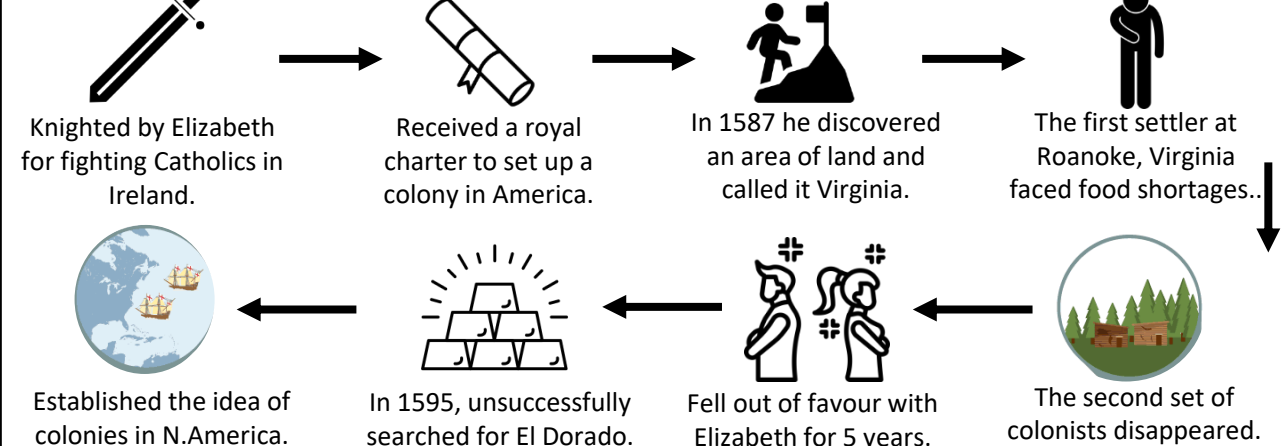 Knighted by Elizabeth
for fighting Catholics in
Ireland.
Received a royal
charter to set up a
colony in America.
In 1587 he discovered
an area of land and
called it Virginia.
The first settler at
Roanoke, Virginia
faced food shortages..
The second set of
colonists disappeared.
Fell out of favour with
Elizabeth for 5 years.
In 1595, unsuccessfully
searched for El Dorado.
Established the idea of
colonies in N.America.